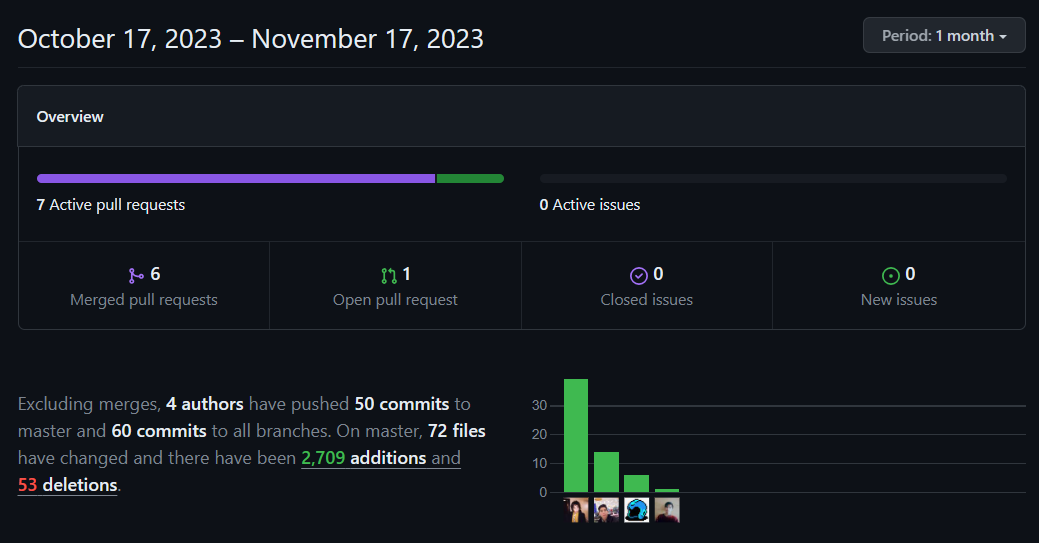 October 17, 2023 – November 17, 2023
Period: 1 month
Overview
7 Active pull requests
0 Active issues
6
Merged pull requests
1
Open pull request
0
Closed issues
0
New issues
Excluding merges, 4 authors have pushed 50 commits to
master and 60 commits to all branches. On master, 72 files
have changed and there have been 2,709 additions and
53 deletions.
30
20
10
0